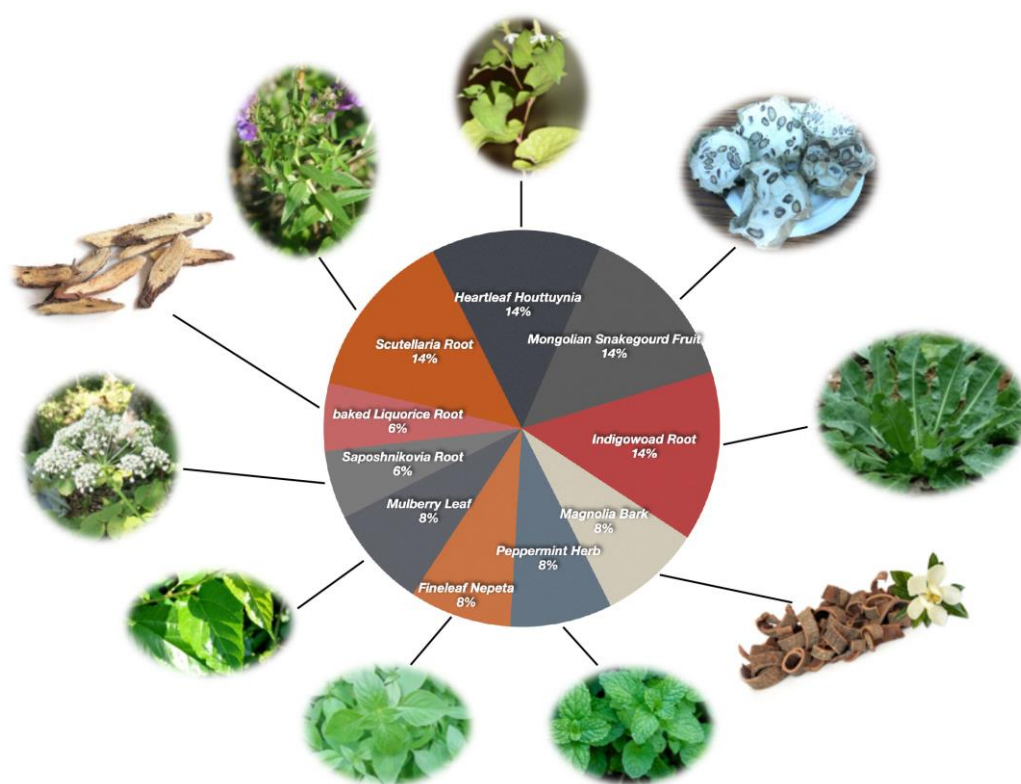 Heartleaf Houttuynia
14%
Mongolian Snakegourd Fruit
14%
Indigowoad Root
14%
Magnolia Bark
8%
Peppermint Herb
8%
Fineleaf Nepeta
8%
Mulberry Leaf
8%
Saposhnikovia Root
6%
baked Liquorice Root
6%
Scutellaria Root
14%